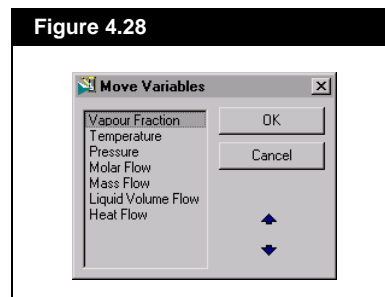 Figure 4.28
Move Variables
Vapour Fraction
Temperature
Pressure
Molar Flow
Mass Flow
Liquid Volume Flow
Heat Flow
OK
Cancel